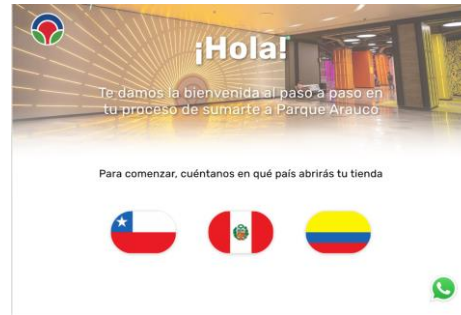 ¡Hola!
Te damos la bienvenida al paso a paso en
tu proceso de sumarte a Parque Arauco
Para comenzar, cuéntanos en qué país abrirás tu tienda